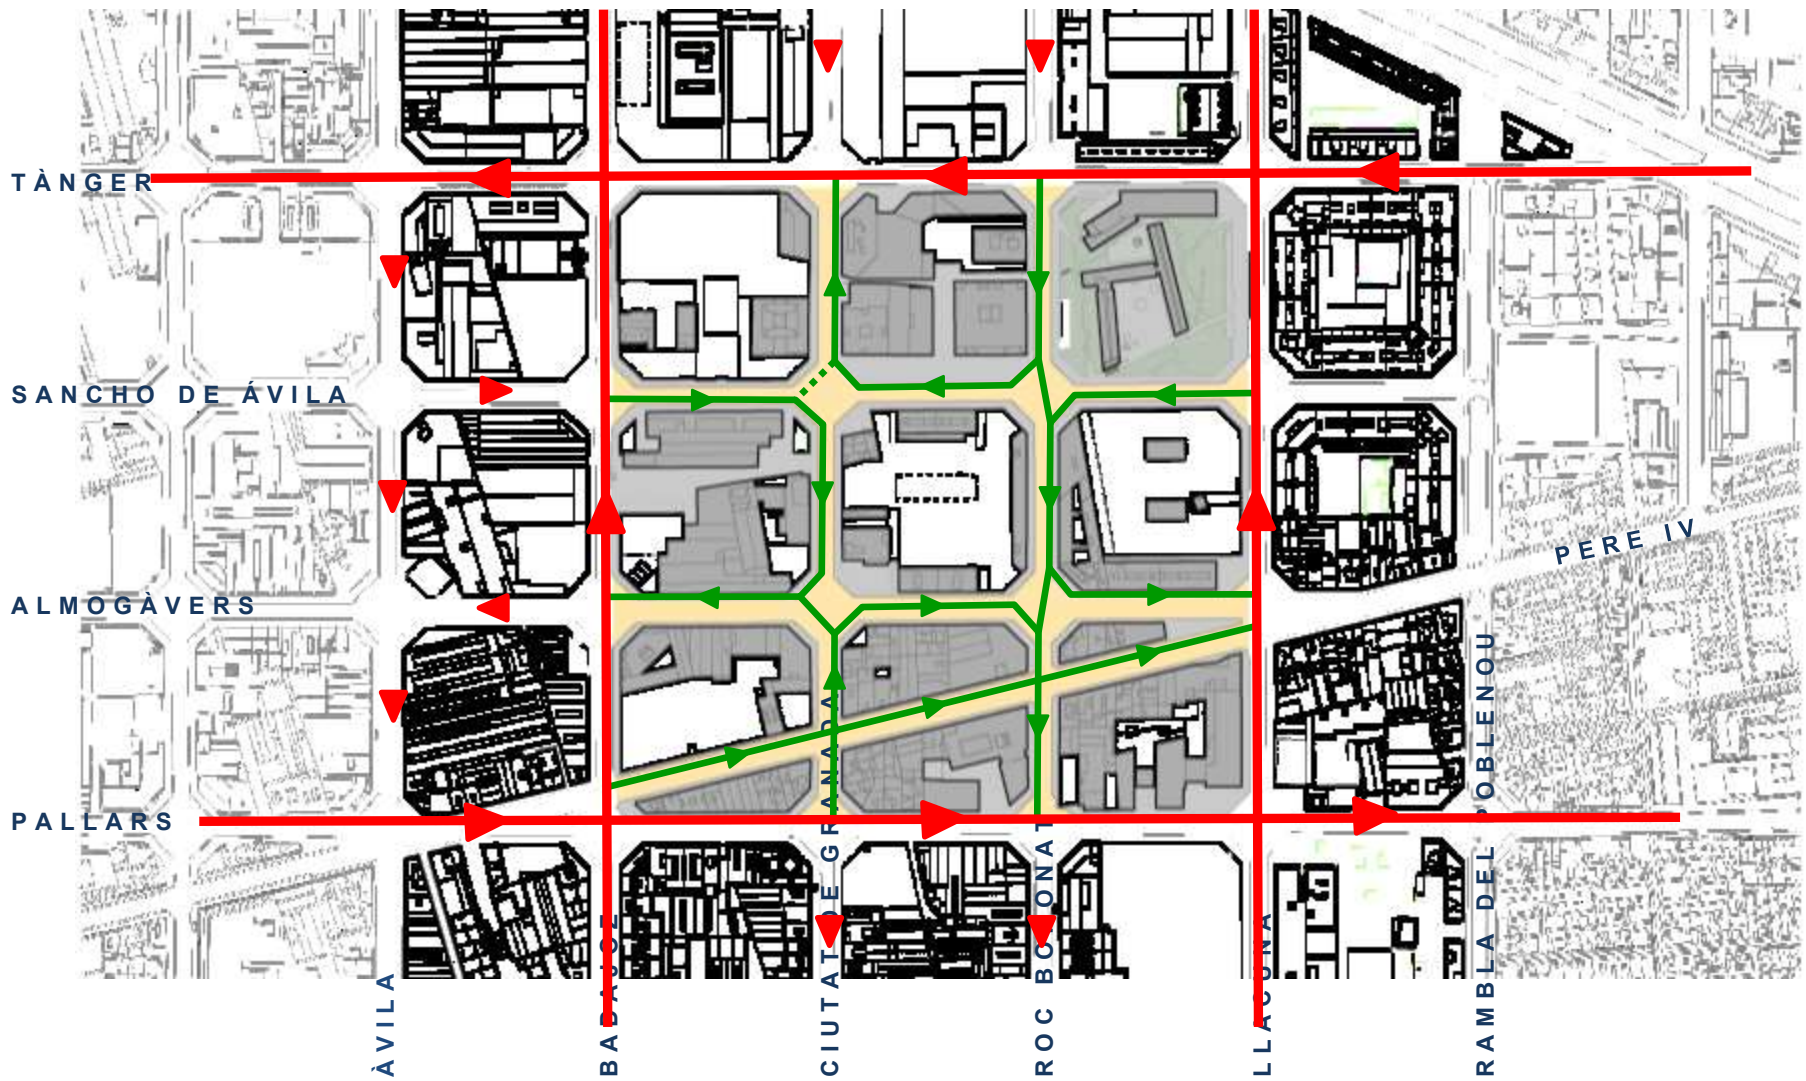 TÀNGER
SANCHO DE ÁVILA
PERE IV
ALMOGÀVERS
PALLARS
ÀVILA
BADAJOZ
CIUTAT DE GRANADA
ROC BORONAT
LLACUNA
RAMBLA DEL POBLENOU